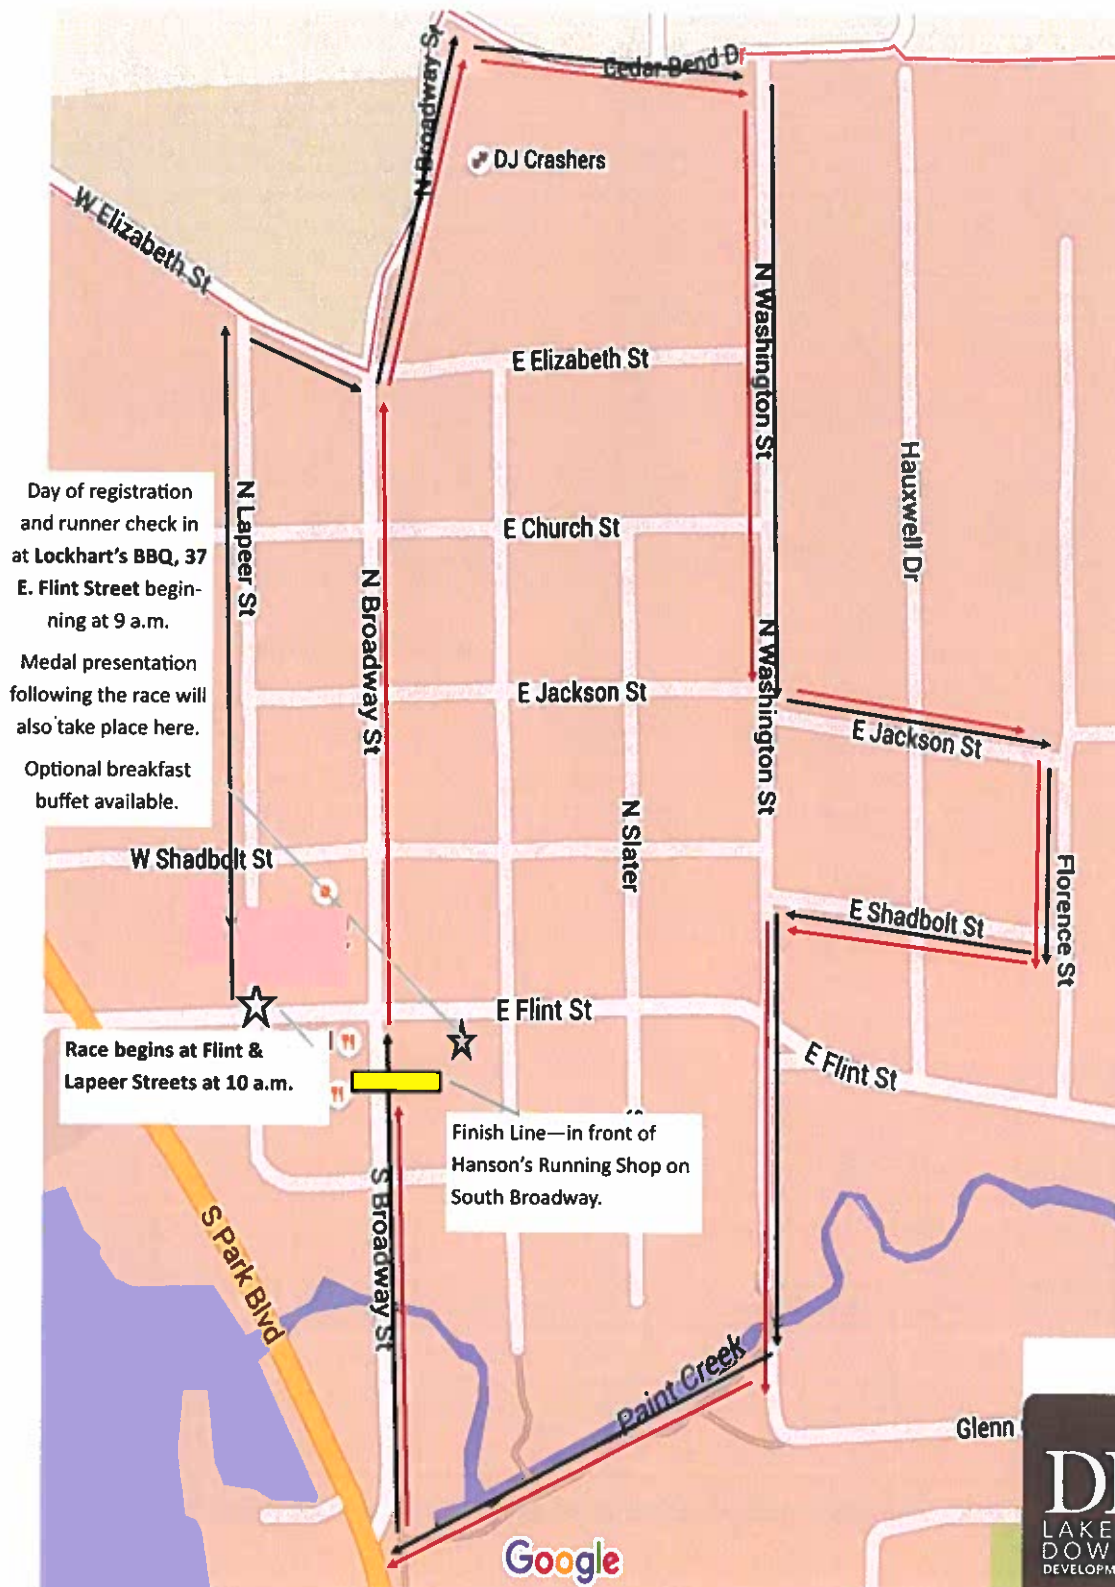 N Broadway St
Cedar Bend D
DJ Crashers
W Elizabeth St
E Elizabeth St
N Washington St
Hauxwell Dr
Day of registration
and runner check in
at Lockhart's BBQ, 37
E. Flint Street begin-
ning at 9 a.m.
Medal presentation
following the race will
also take place here.
Optional breakfast
buffet available.
N Lapeer St
E Church St
N Broadway St
E Jackson St
N Washington St
E Jackson St
N Slater
W Shadbolt St
E Shadbolt St
Florence St
E Flint St
Race begins at Flint &
Lapeer Streets at 10 a.m.
E Flint St
Finish Line—in front of
Hanson's Running Shop on
South Broadway.
S Broadway St
S Park Blvd
Paint Creek
Glenn
Google
DI
LAKE
DOW
DEVELOPM